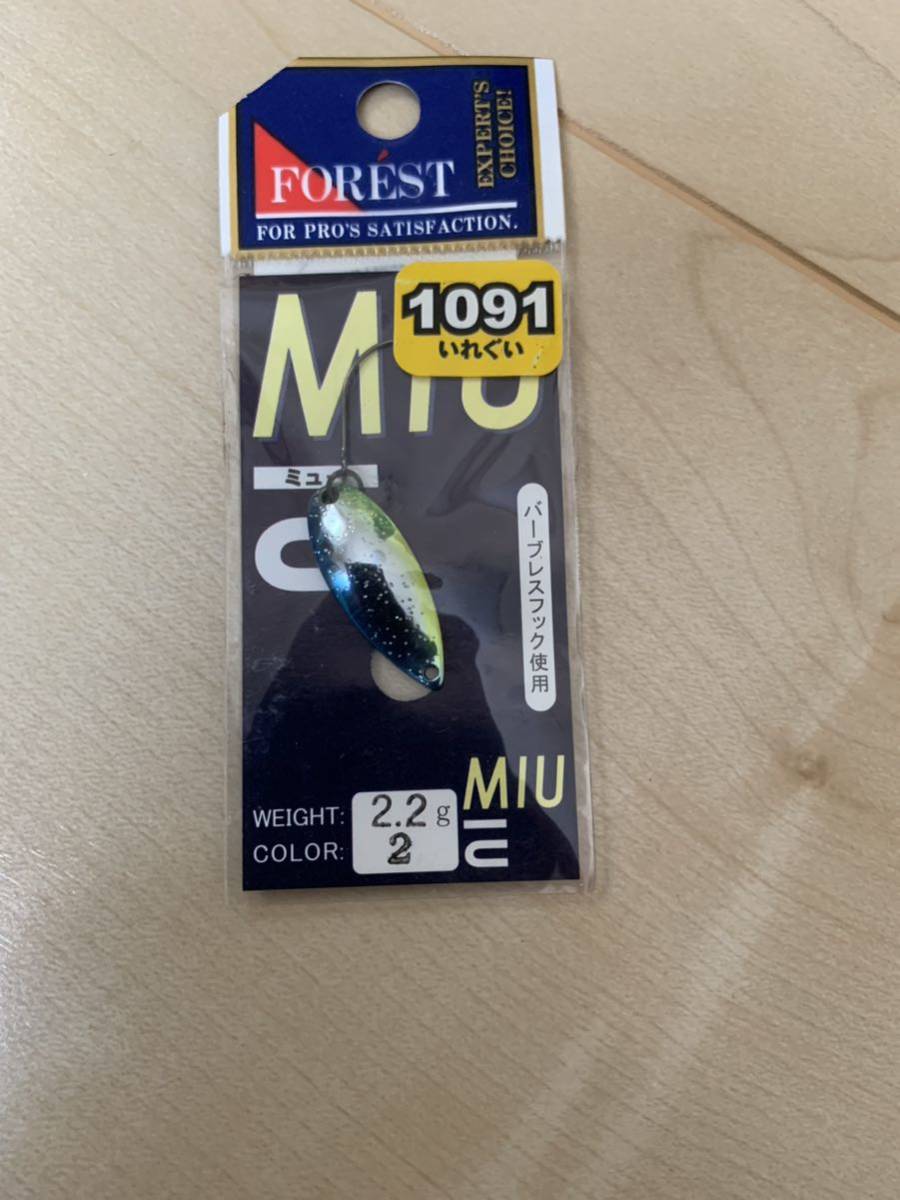 EXPERT'S
CHOICE!
FORÉST
FOR PRO'S SATISFACTION.
1091
いれぐい
MIU
ミュー
バーブレスフック使用
MIU
WEIGHT: 2.2g
COLOR: 2